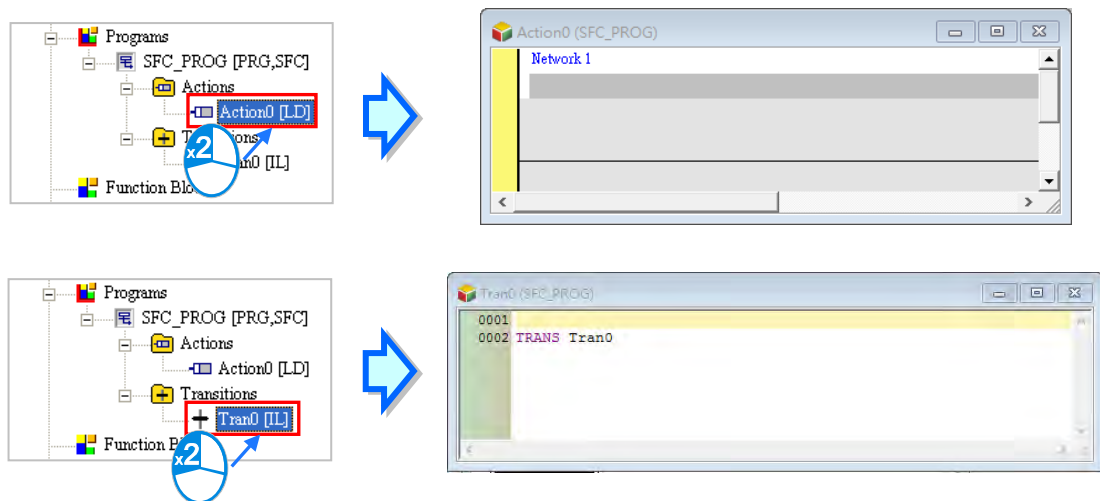 Programs
SFC_PROG [PRG,SFC]
Actions
Action0 [LD]
x2
[IL]
Function
Action0 (SFC_PROG)
Network 1
Programs
SFC_PROG [PRG,SFC]
Actions
Action0 [LD]
Transitions
Tran0 [IL]
Function
x2
Tran0 (SFC_PROG)
0001
0002 TRANS Tran0